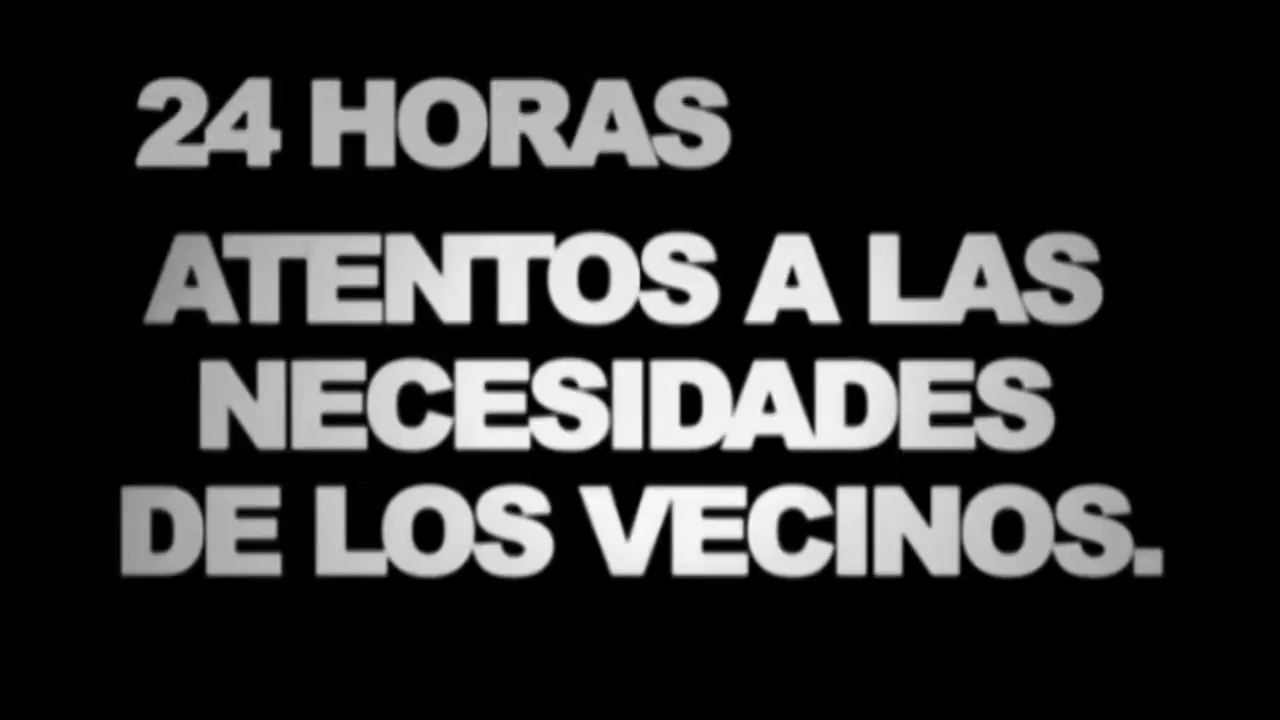 24 HORAS
ATENTOS A LAS
NECESIDADES
DE LOS VECINOS.